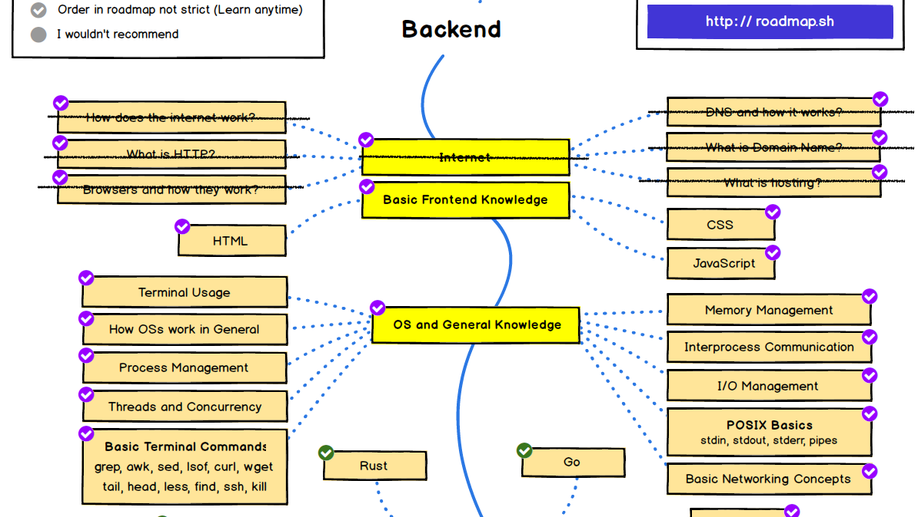 Order in roadmap not strict (Learn anytime)
I wouldn't recommend
Backend
http:// roadmap.sh
How does the internet work?
What is HTTP?
Browsers and how they work?
Internet
DNS and how it works?
What is Domain Name?
What is hosting?
Basic Frontend Knowledge
HTML
CSS
JavaScript
Terminal Usage
How OSs work in General
Process Management
Threads and Concurrency
Basic Terminal Commands
grep, awk, sed, lsof, curl, wget
tail, head, less, find, ssh, kill
OS and General Knowledge
Memory Management
Interprocess Communication
I/O Management
POSIX Basics
stdin, stdout, stderr, pipes
Basic Networking Concepts
Rust
Go